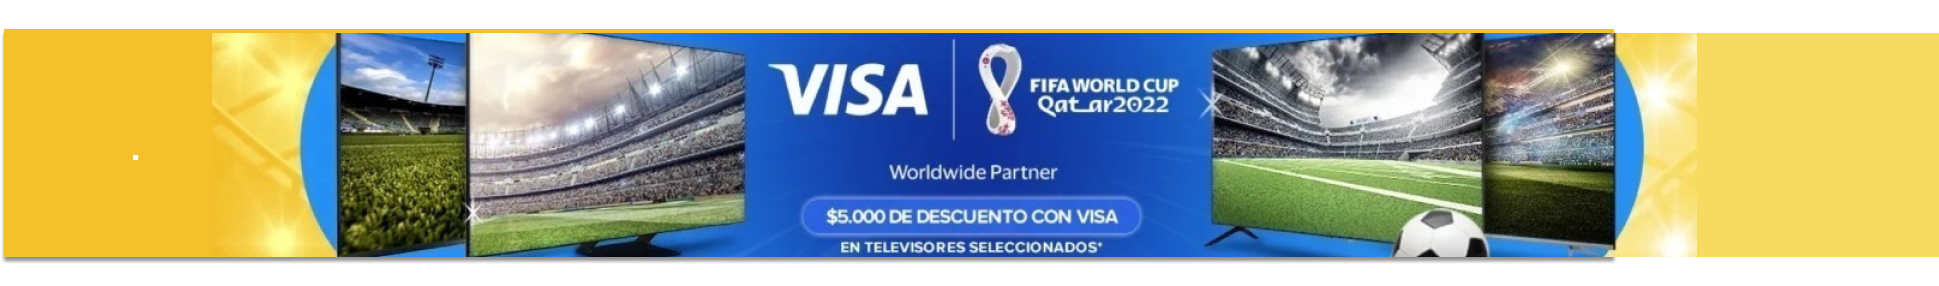 VISA
FIFA WORLD CUP
Qatar2022
Worldwide Partner
$5.000 DE DESCUENTO CON VISA
EN TELEVISORES SELECCIONADOS*